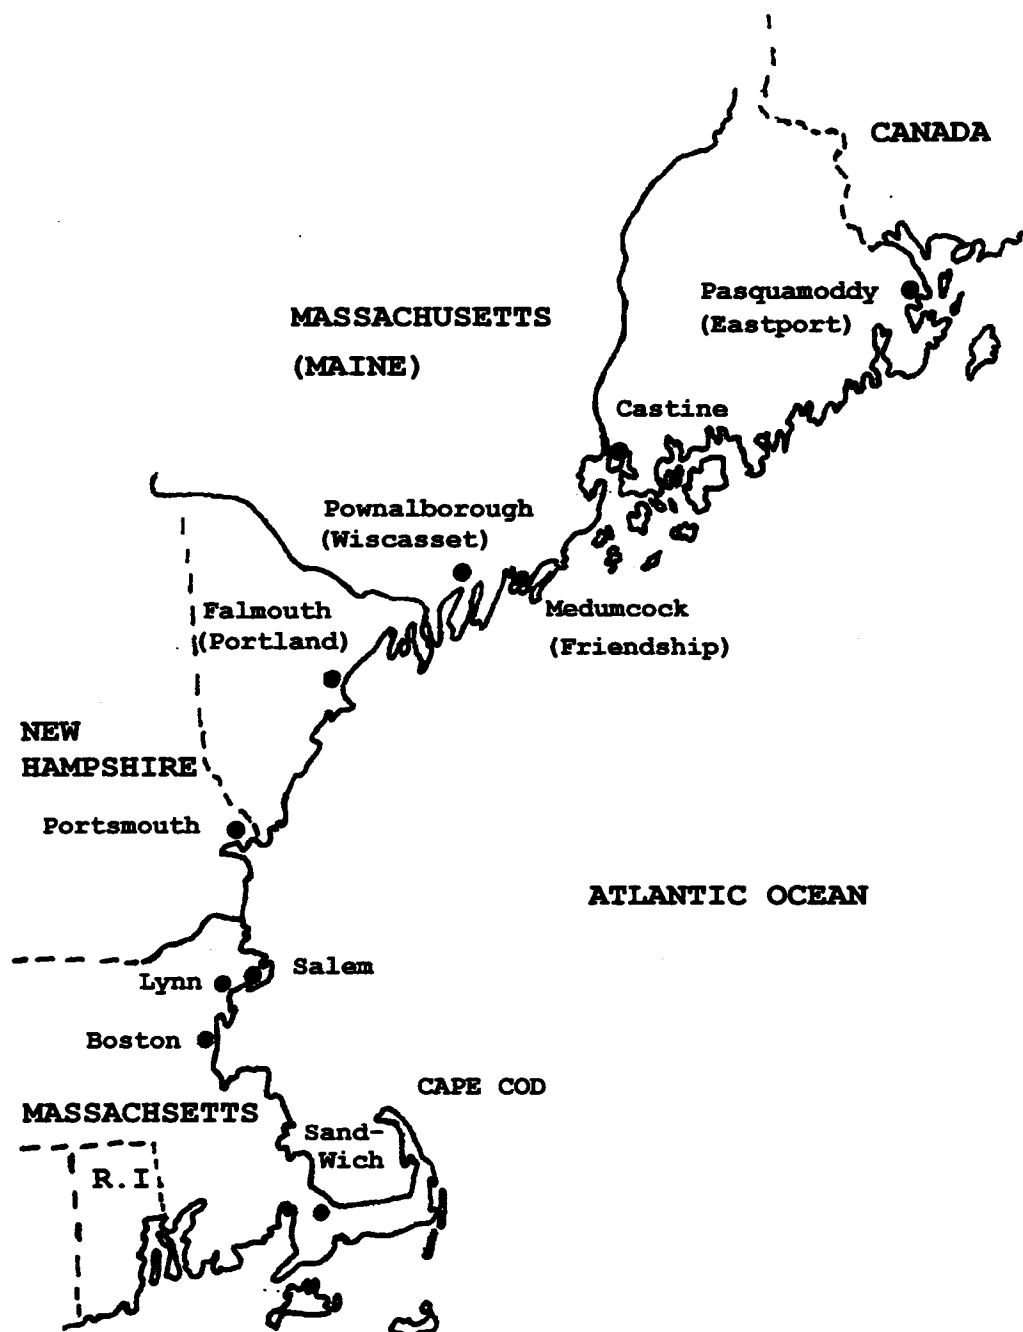 CANADA
Pasquamoddy
(Eastport)
MASSACHUSETTS
(MAINE)
Castine
Pownalborough
(Wiscasset)
Falmouth
(Portland)
Medumcock
(Friendship)
NEW
HAMPSHIRE
Portsmouth
ATLANTIC OCEAN
Salem
Lynn
Boston
CAPE COD
MASSACHSETTS
Sand-
Wich
R.I.